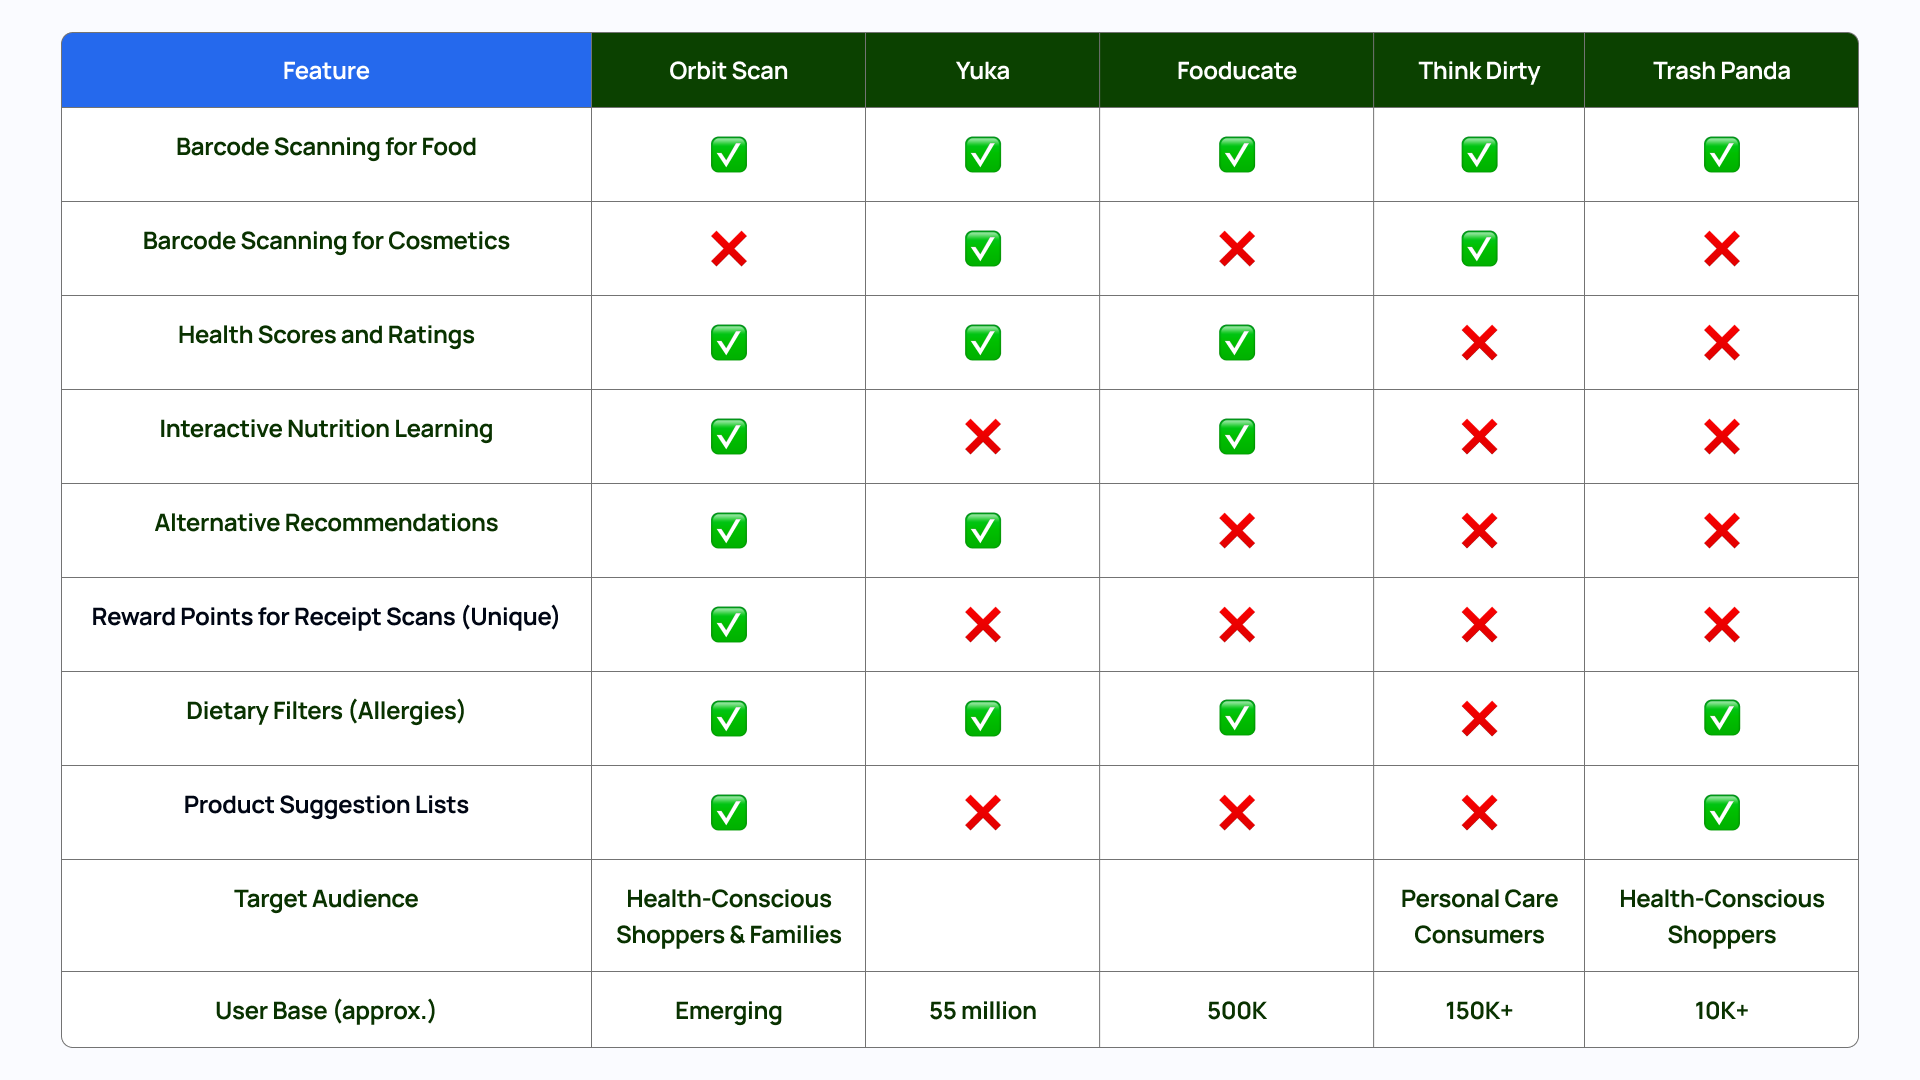 Feature Orbit Scan Yuka Fooducate Think Dirty Trash Panda
Barcode Scanning for Food ✅ ✅ ✅ ✅ ✅
Barcode Scanning for Cosmetics ❌ ✅ ❌ ✅ ❌
Health Scores and Ratings ✅ ✅ ✅ ❌ ❌
Interactive Nutrition Learning ✅ ❌ ✅ ❌ ❌
Alternative Recommendations ✅ ✅ ❌ ❌ ❌
Reward Points for Receipt Scans (Unique) ✅ ❌ ❌ ❌ ❌
Dietary Filters (Allergies) ✅ ✅ ✅ ❌ ✅
Product Suggestion Lists ✅ ❌ ❌ ❌ ✅
Target Audience Health-Conscious Personal Care Health-Conscious
Shoppers & Families Consumers Shoppers
User Base (approx.) Emerging 55 million 500K 150K+ 10K+